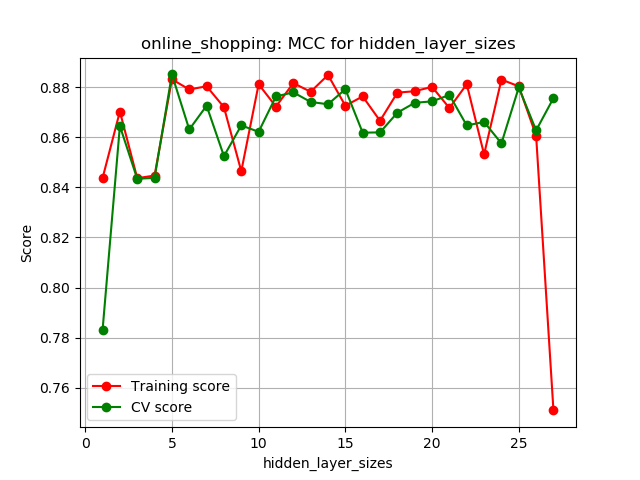 online_shopping: MCC for hidden_layer_sizes
0.88
0.86
0.84
0.82
0.80
0.78
0.76
Score
Training score
CV score
0
5
10
15
20
25
hidden_layer_sizes